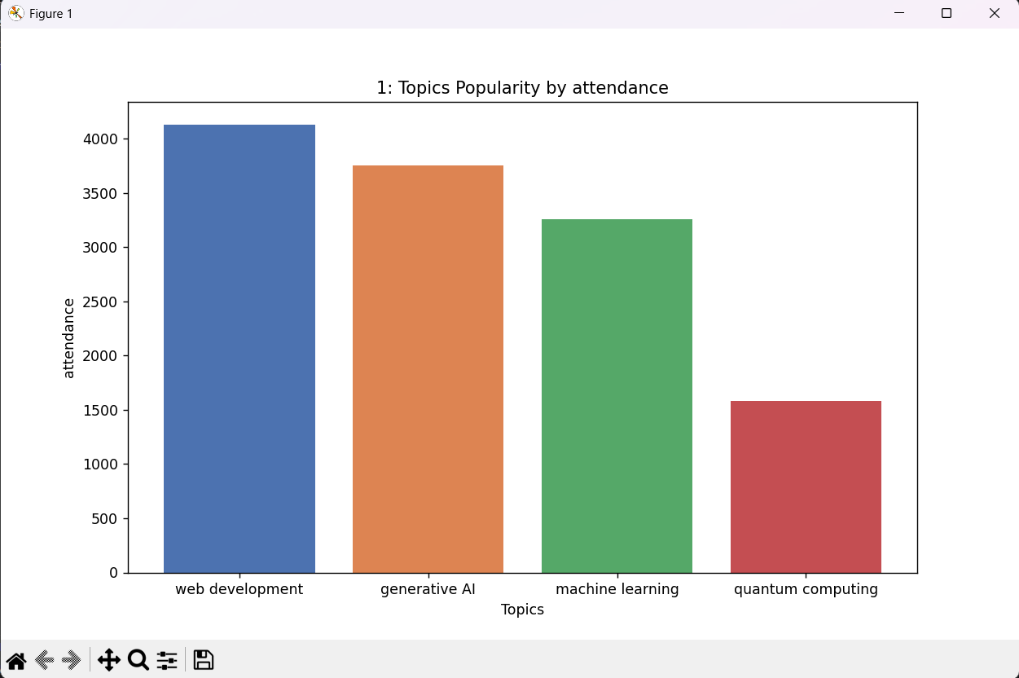 Figure 1
1: Topics Popularity by attendance
attendance
4000
3500
3000
2500
2000
1500
1000
500
0
web development generative AI machine learning quantum computing
Topics